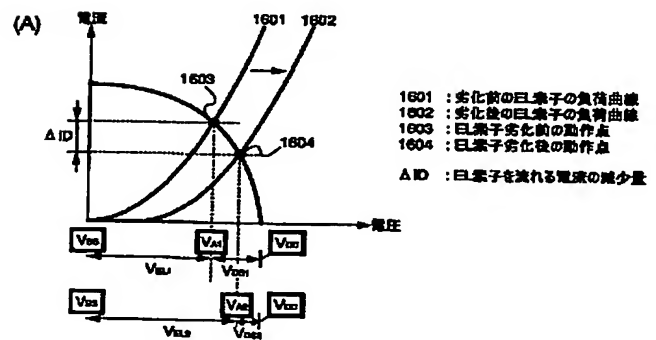 (A)
電流
1601
1602
1603
1604
ΔID
電圧
1601 : 劣化前のEL素子の負荷曲線
1602 : 劣化後のEL素子の負荷曲線
1603 : EL素子劣化前の動作点
1604 : EL素子劣化後の動作点
ΔID : EL素子を流れる電流の減少量
VSS VA1 VDD
VEL1 VDS1
VSS VA2 VDD
VEL2 VDS2